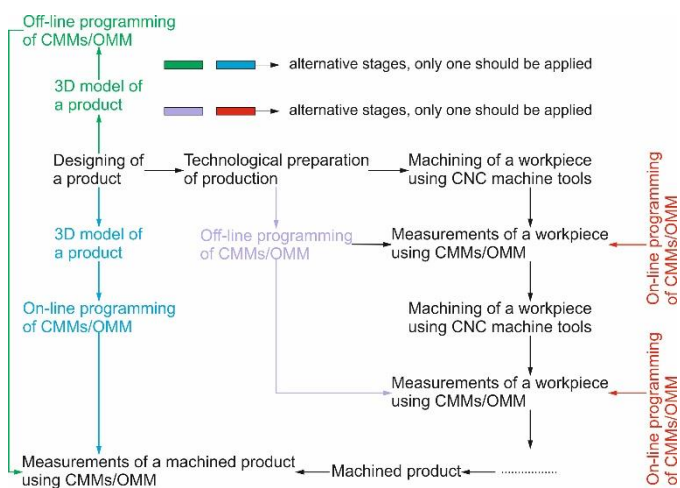 Off-line programming
of CMMs/OMM
alternative stages, only one should be applied
3D model of
a product
alternative stages, only one should be applied
Designing of
a product
Technological preparation
of production
Machining of a workpiece
using CNC machine tools
3D model of
a product
Off-line programming
of CMMs/OMM
Measurements of a workpiece
using CMMs/OMM
On-line programming
of CMMs/OMM
On-line programming
of CMMs/OMM
Machining of a workpiece
using CNC machine tools
Measurements of a workpiece
using CMMs/OMM
On-line programming
of CMMs/OMM
Measurements of a machined product
using CMMs/OMM
Machined product